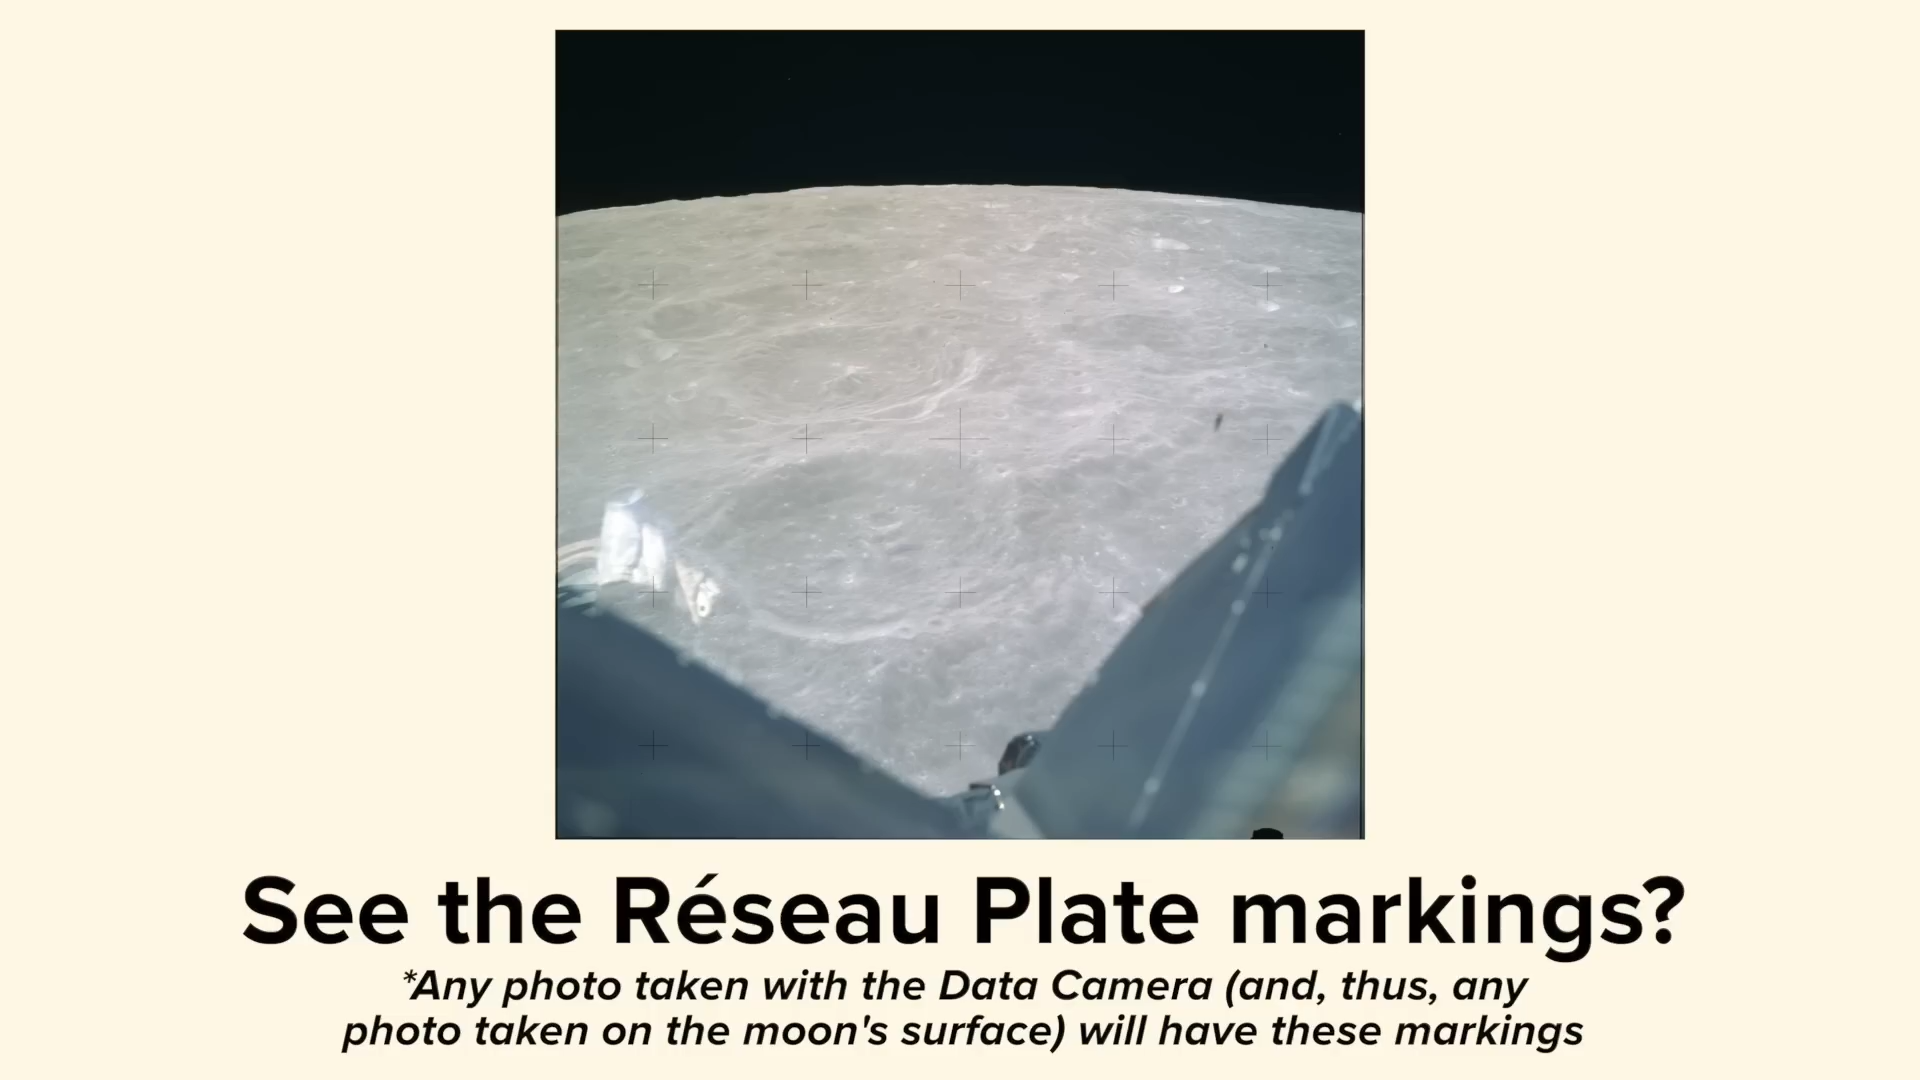 See the Réseau Plate markings?
*Any photo taken with the Data Camera (and, thus, any
photo taken on the moon's surface) will have these markings